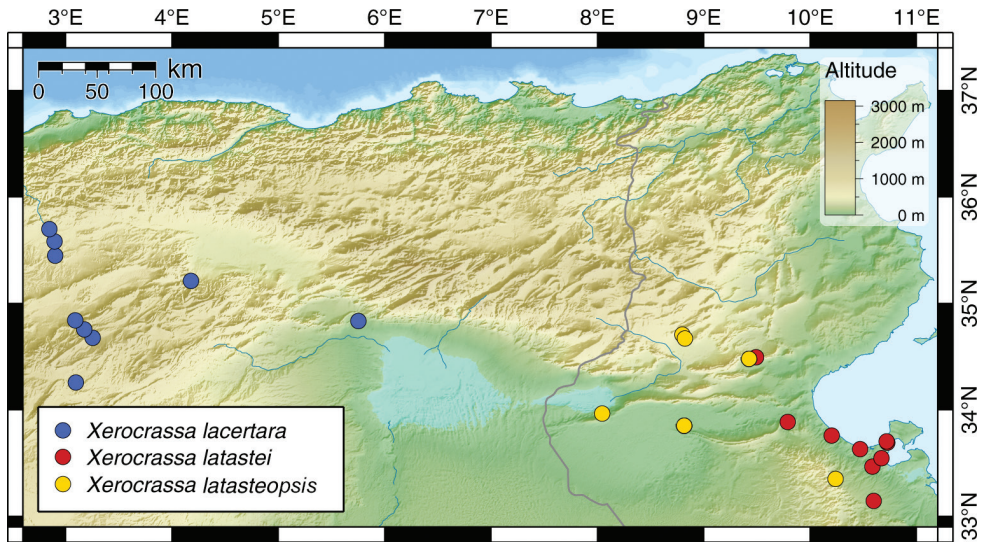 3°E 4°E 5°E 6°E 7°E 8°E 9°E 10°E 11°E
km
0 50 100
Altitude
3000 m
2000 m
1000 m
0 m
37°N
36°N
35°N
34°N
33°N
Xerocrassa lacertara
Xerocrassa latastei
Xerocrassa latasteopsis